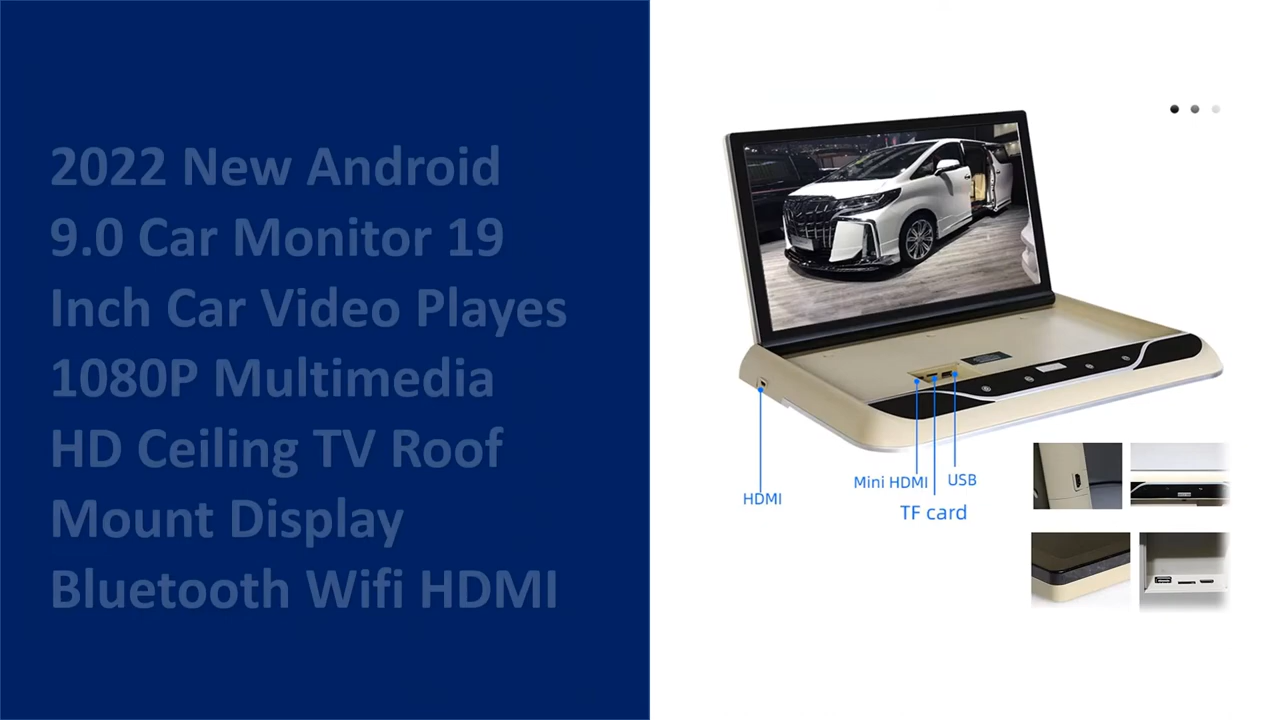 2022 New Android
9.0 Car Monitor 19
Inch Car Video Playes
1080P Multimedia
HD Ceiling TV Roof
Mount Display
Bluetooth Wifi HDMI
HDMI
Mini HDMI
USB
TF card